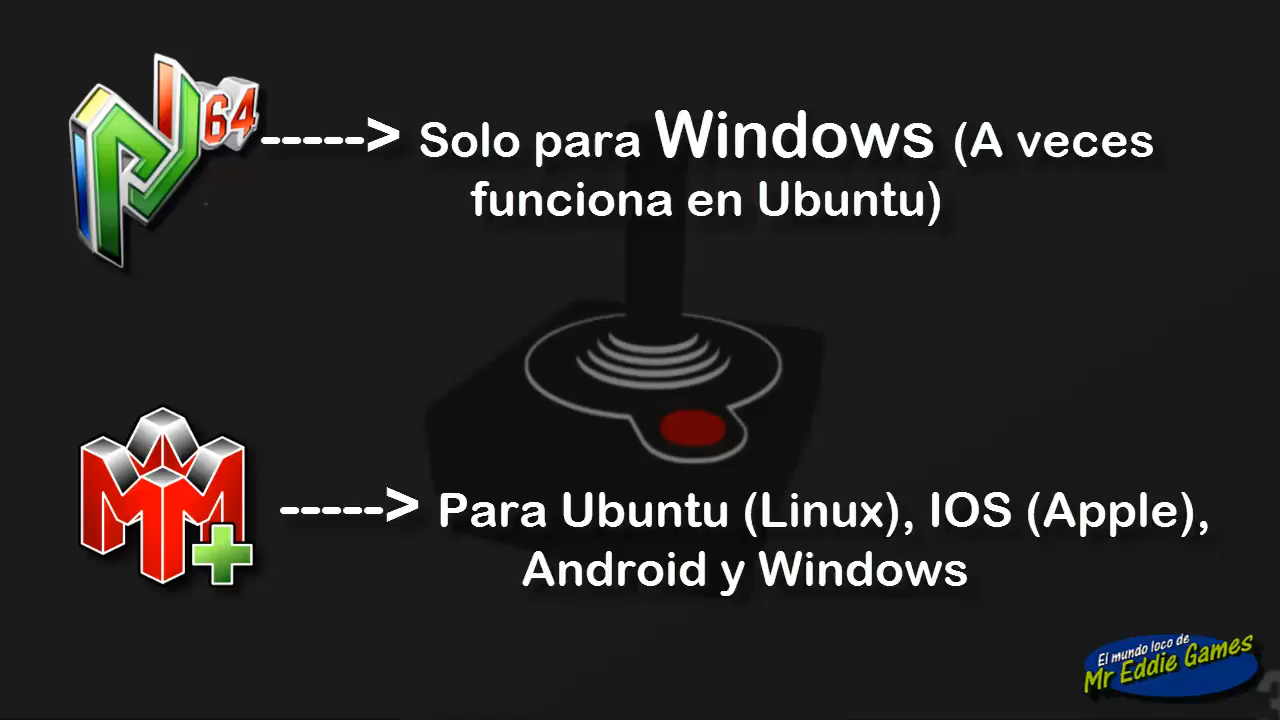 64
-----> Solo para Windows (A veces
funciona en Ubuntu)
-----> Para Ubuntu (Linux), IOS (Apple),
Android y Windows
El mundo loco de
Mr Eddie Games